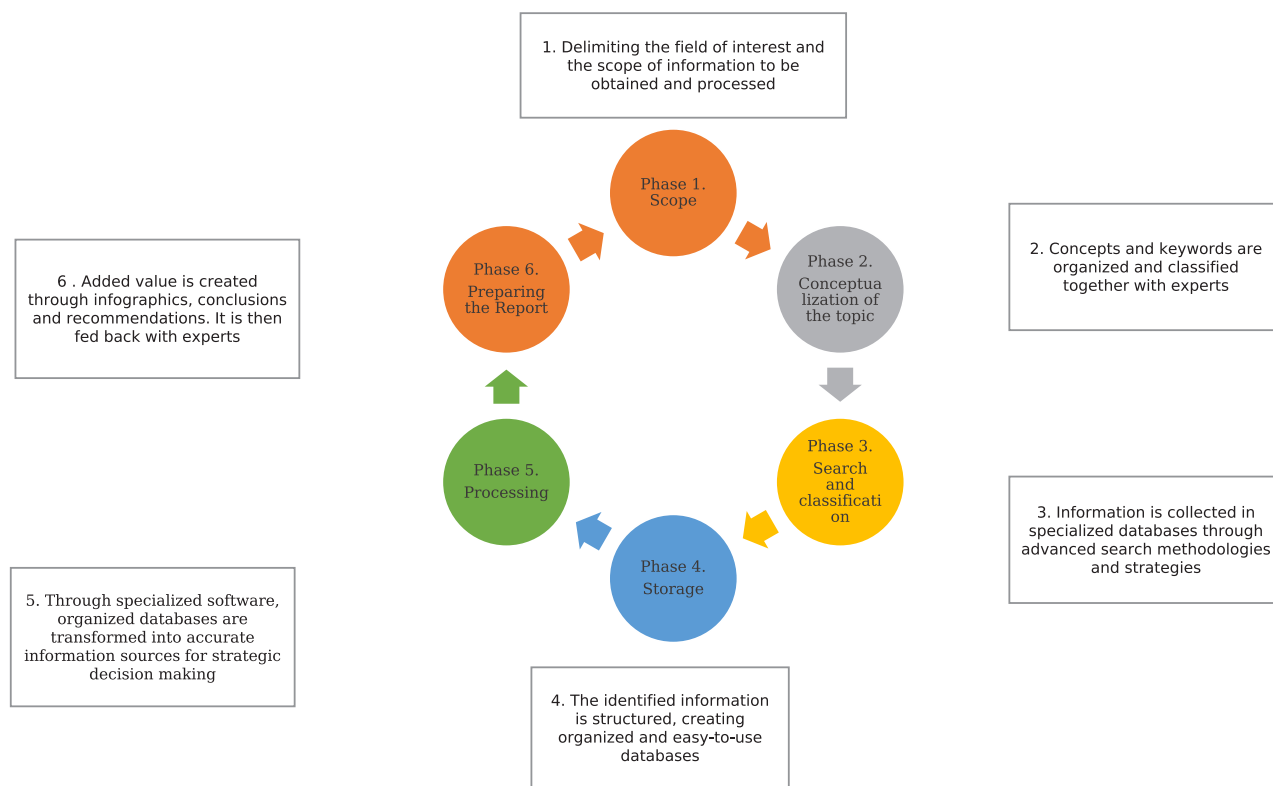 1. Delimiting the field of interest and
the scope of information to be
obtained and processed
Phase 1.
Scope
2. Concepts and keywords are
organized and classified
together with experts
Phase 2.
Conceptua
lization of
the topic
3. Information is collected in
specialized databases through
advanced search methodologies
and strategies
Phase 3.
Search
and
classificati
on
4. The identified information
is structured, creating
organized and easy-to-use
databases
Phase 4.
Storage
5. Through specialized software,
organized databases are
transformed into accurate
information sources for strategic
decision making
Phase 5.
Processing
6 . Added value is created
through infographics, conclusions
and recommendations. It is then
fed back with experts
Phase 6.
Preparing
the Report